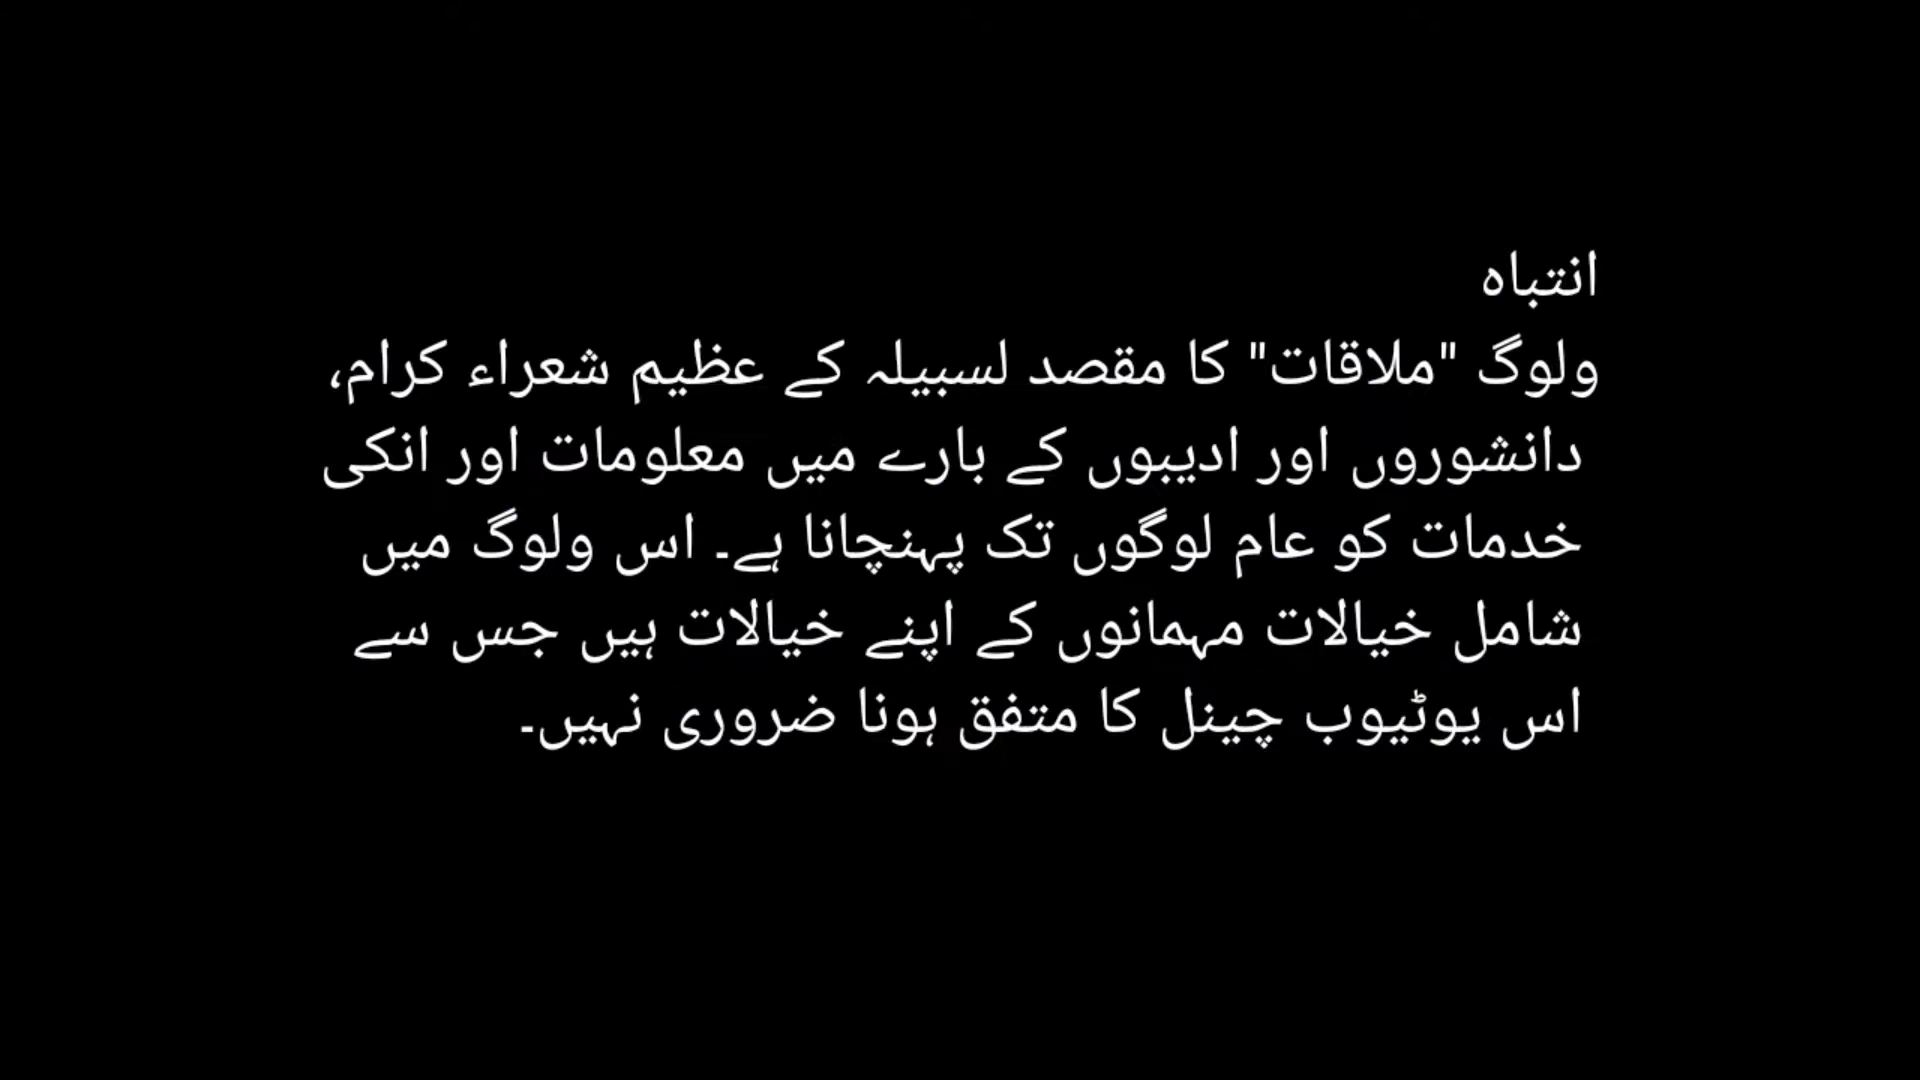 انتباہ
ولوگ "ملاقات" کا مقصد لسبیلہ کے عظیم شعراء کرام،
دانشوروں اور ادیبوں کے بارے میں معلومات اور انکی
خدمات کو عام لوگوں تک پہنچانا ہے۔ اس ولوگ میں
شامل خیالات مہمانوں کے اپنے خیالات ہیں جس سے
اس یوٹیوب چینل کا متفق ہونا ضروری نہیں۔